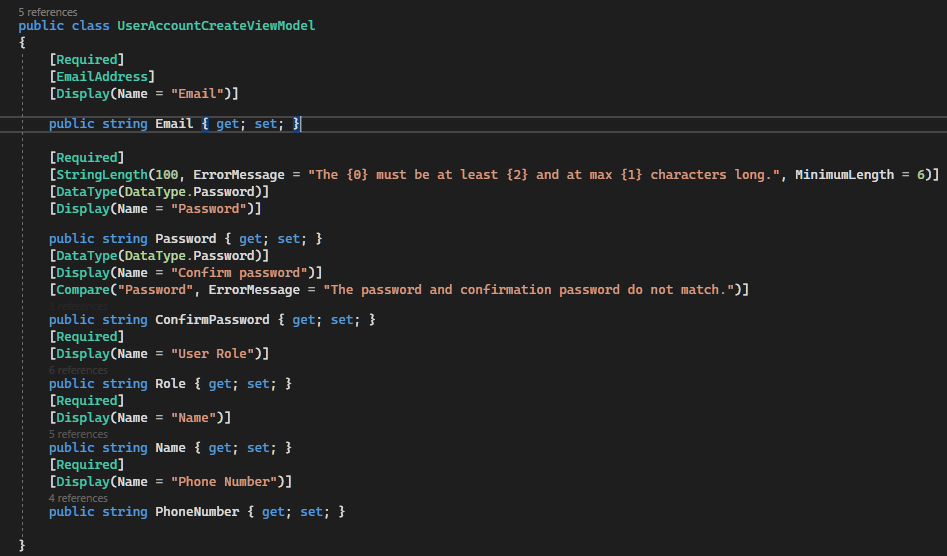 5 references
public class UserAccountCreateViewModel
{
[Required]
[EmailAddress]
[Display(Name = "Email")]
public string Email { get; set; }
[Required]
[StringLength(100, ErrorMessage = "The {0} must be at least {2} and at max {1} characters long.", MinimumLength = 6)]
[DataType(DataType.Password)]
[Display(Name = "Password")]
public string Password { get; set; }
[DataType(DataType.Password)]
[Display(Name = "Confirm password")]
[Compare("Password", ErrorMessage = "The password and confirmation password do not match.")]
public string ConfirmPassword { get; set; }
[Required]
[Display(Name = "User Role")]
6 references
public string Role { get; set; }
[Required]
[Display(Name = "Name")]
5 references
public string Name { get; set; }
[Required]
[Display(Name = "Phone Number")]
4 references
public string PhoneNumber { get; set; }
}